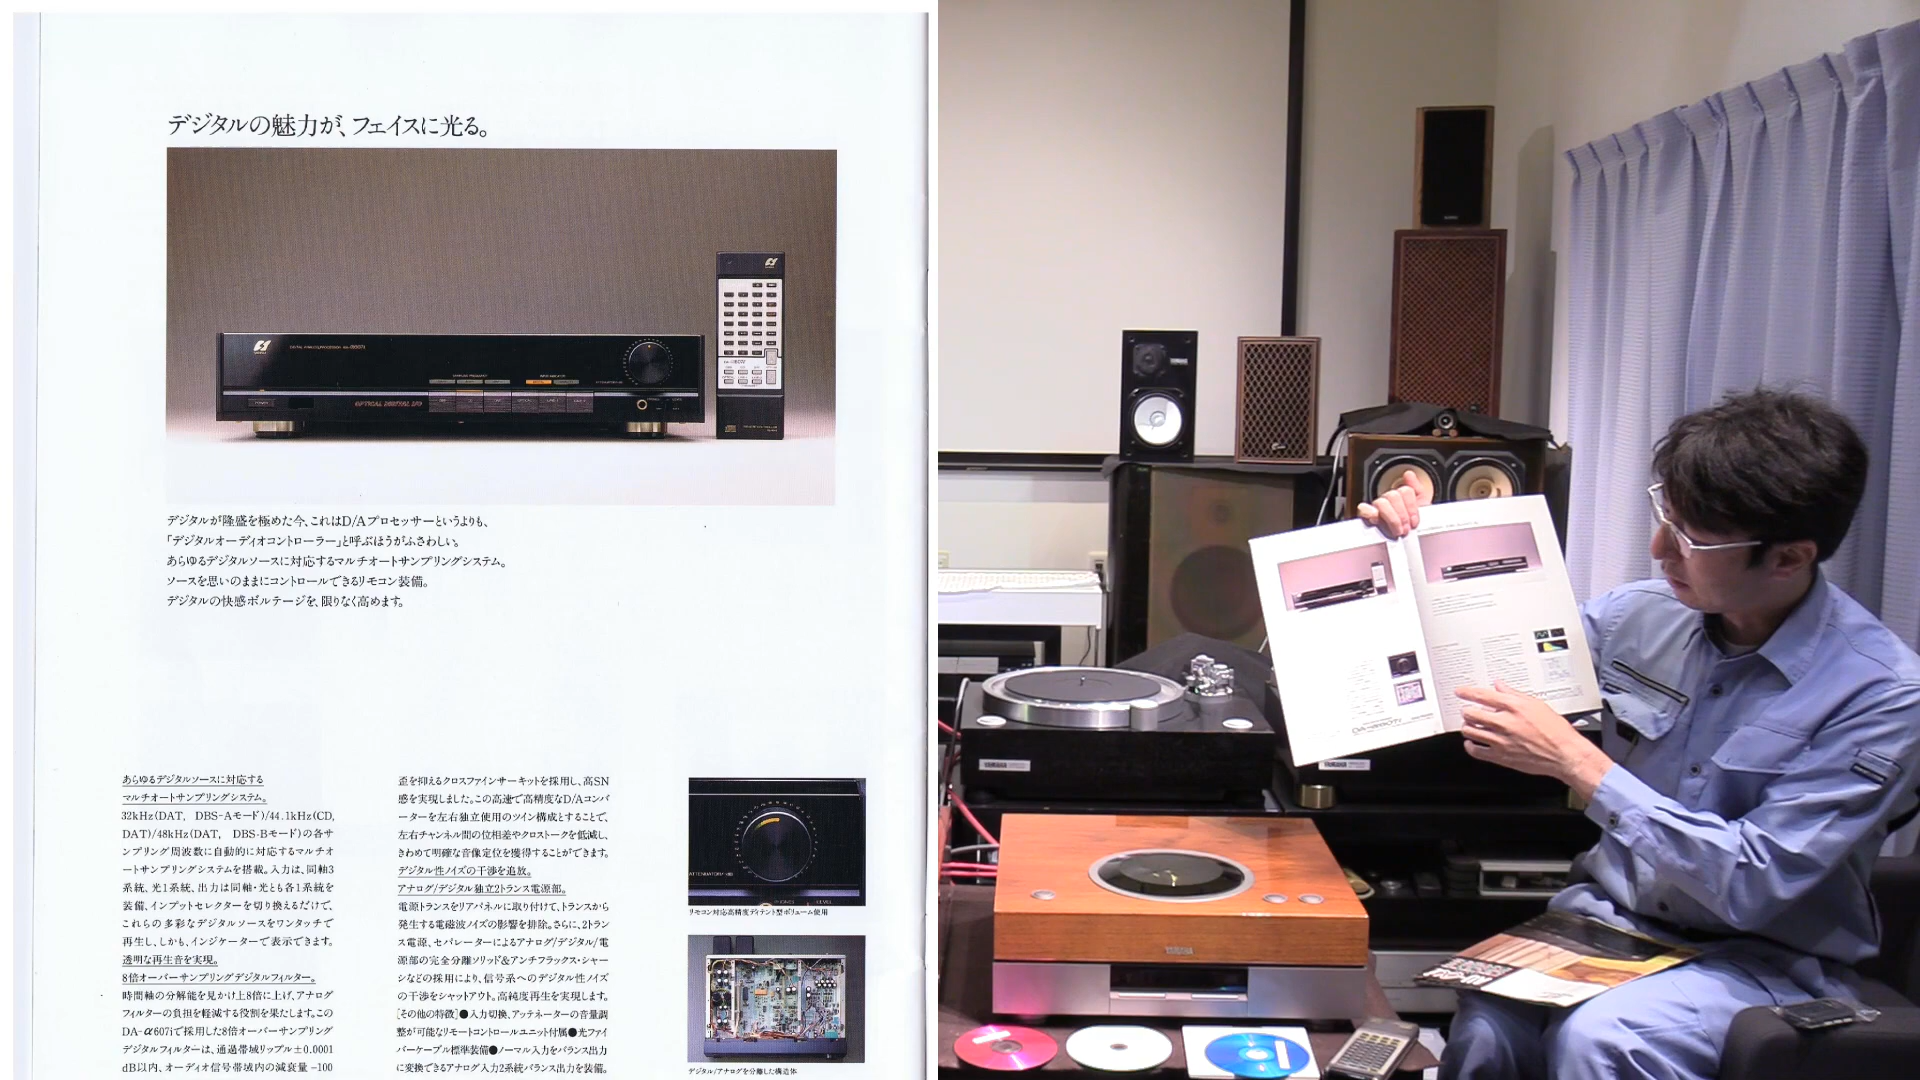 デジタルの魅力が、フェイスに光る。
OPTICAL DIGITAL I/O
デジタルが隆盛を極めた今、これはD/Aプロセッサーというよりも、
「デジタルオーディオコントローラー」と呼ぶほうがふさわしい。
あらゆるデジタルソースに対応するマルチオートサンプリングシステム。
ソースを思いのままにコントロールできるリモコン装備。
デジタルの快感ボルテージを、限りなく高めます。
あらゆるデジタルソースに対応する
マルチオートサンプリングシステム。
32kHz(DAT, DBS-Aモード)/44.1kHz(CD,
DAT)/48kHz(DAT, DBS-Bモード)の各サ
ンプリング周波数に自動的に対応するマルチオ
ートサンプリングシステムを搭載。入力は、同軸3
系統、光1系統、出力は同軸・光とも各1系統を
装備、インプットセレクターを切り換えるだけで、
これらの多彩なデジタルソースをワンタッチで
再生し、しかも、インジケーターで表示できます。
透明な再生音を実現。
8倍オーバーサンプリングデジタルフィルター。
時間軸の分解能を見かけ上8倍に上げ、アナログ
フィルターの負担を軽減する役割を果たします。この
DA-α607iで採用した8倍オーバーサンプリング
デジタルフィルターは、通過帯域リップル±0.0001
dB以内、オーディオ信号帯域内の減衰量-100
歪を抑えるクロスファインサーキットを採用し、高SN
感を実現しました。この高速で高精度なD/Aコンバ
ーターを左右独立使用のツイン構成とすることで、
左右チャンネル間の位相差やクロストークを低減し、
きわめて明確な音像定位を獲得することができます。
デジタル性ノイズの干渉を追放。
アナログ/デジタル独立2トランス電源部。
電源トランスをリアパネルに取り付けて、トランスから
発生する電磁波ノイズの影響を排除。さらに、2トラン
ス電源、セパレーターによるアナログ/デジタル/電
源部の完全分離ソリッド&アンチフラックス・シャー
シなどの採用により、信号系へのデジタル性ノイズ
の干渉をシャットアウト。高純度再生を実現します。
[その他の特徴]●入力切換、アッテネーターの音量調
整が可能なリモートコントロールユニット付属●光ファイ
バーケーブル標準装備●ノーマル入力をバランス出力
に変換できるアナログ入力2系統バランス出力を装備。
リモコン対応高精度ディテント型ボリューム使用
デジタル/アナログを分離した構造体
YAMAHA
YAMAHA
YAMAHA